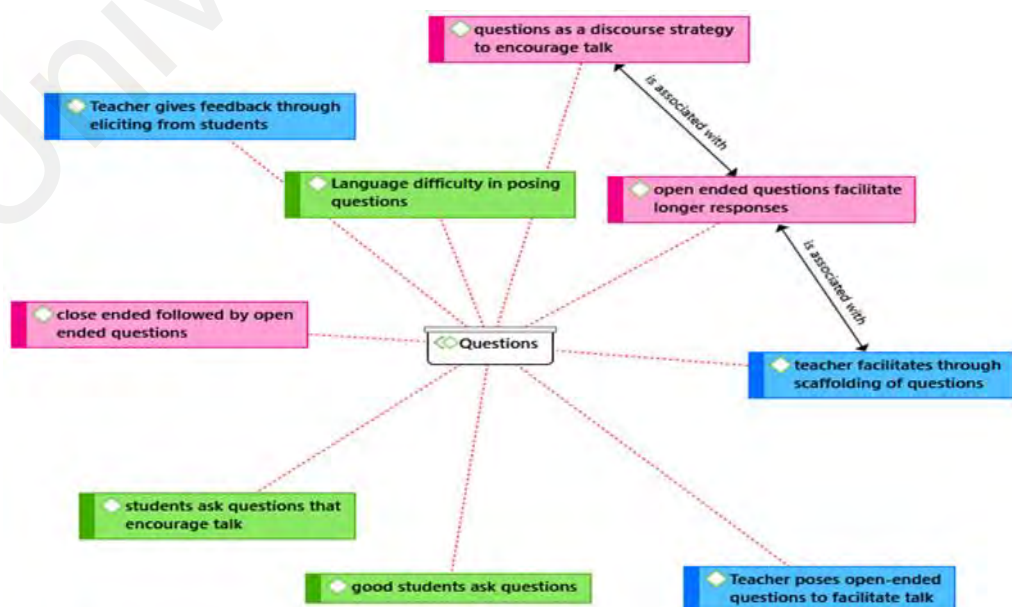 questions as a discourse strategy
to encourage talk
Teacher gives feedback through
eliciting from students
is associated with
Language difficulty in posing
questions
open ended questions facilitate
longer responses
is associated with
close ended followed by open
ended questions
Questions
teacher facilitates through
scaffolding of questions
students ask questions that
encourage talk
good students ask questions
Teacher poses open-ended
questions to facilitate talk
Univ